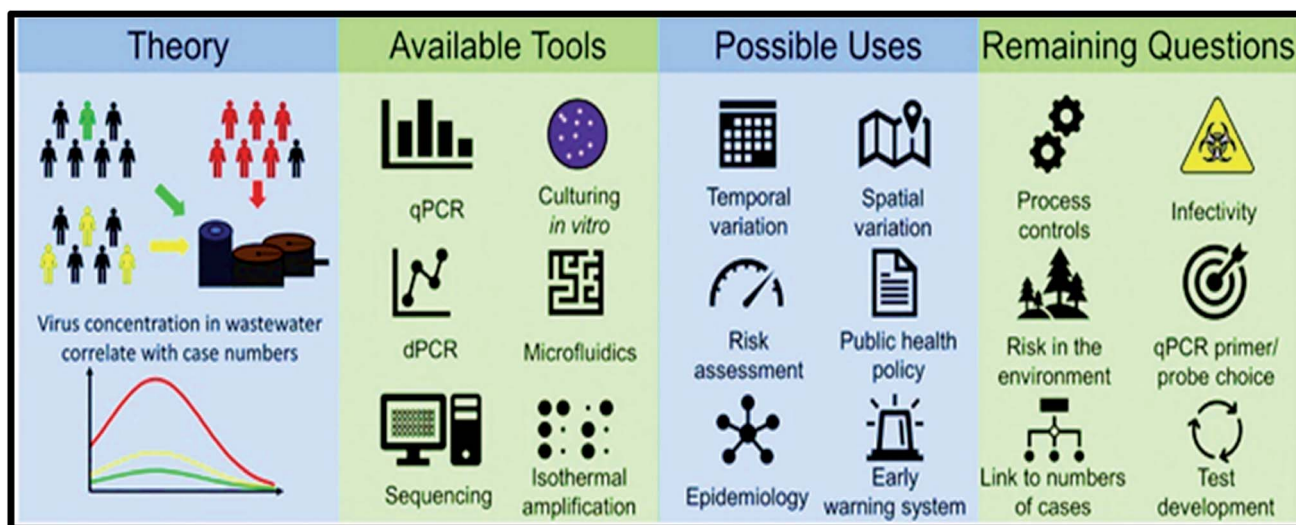 Theory
Virus concentration in wastewater
correlate with case numbers
Available Tools
qPCR
Culturing
in vitro
dPCR
Microfluidics
Sequencing
Isothermal
amplification
Possible Uses
Temporal
variation
Spatial
variation
Risk
assessment
Public health
policy
Epidemiology
Early
warning system
Remaining Questions
Process
controls
Infectivity
Risk in the
environment
qPCR primer/
probe choice
Link to numbers
of cases
Test
development